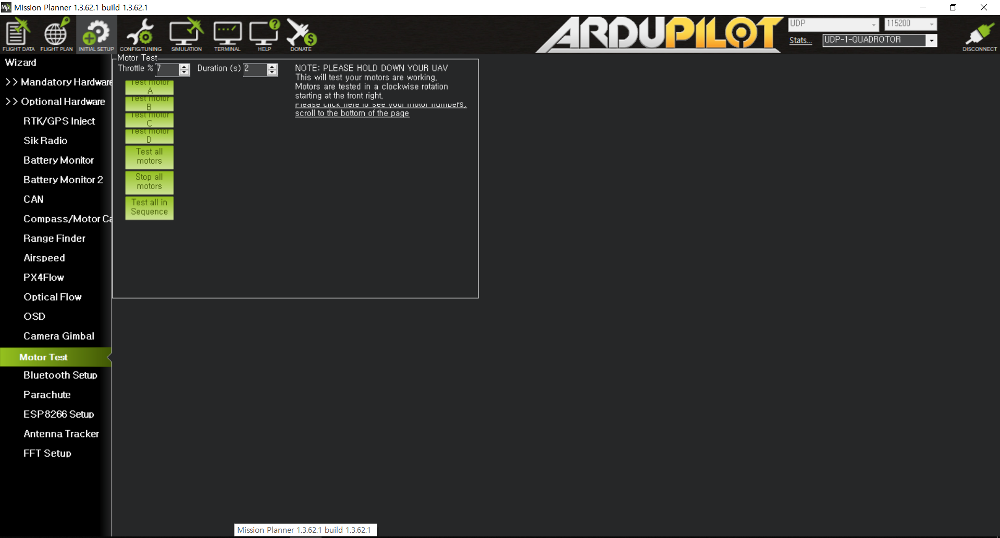 Mission Planner 1.3.62.1 build 1.3.62.1
FLIGHT DATA
FLIGHT PLAN
INITIAL SETUP
CONFIG/TUNING
SIMULATION
TERMINAL
HELP
DONATE
ARDUPILOT
UDP
115200
Stats...
UDP-1-QUADROTOR
DISCONNECT
Wizard
>> Mandatory Hardware
>> Optional Hardware
RTK/GPS Inject
Sik Radio
Battery Monitor
Battery Monitor 2
CAN
Compass/Motor Ca
Range Finder
Airspeed
PX4Flow
Optical Flow
OSD
Camera Gimbal
Motor Test
Bluetooth Setup
Parachute
ESP8266 Setup
Antenna Tracker
FFT Setup
Motor Test
Throttle % 7
Duration (s) 2
Test motor
A
Test motor
B
Test motor
C
Test motor
D
Test all
motors
Stop all
motors
Test all in
Sequence
NOTE: PLEASE HOLD DOWN YOUR UAV
This will test your motors are working,
Motors are tested in a clockwise rotation
starting at the front right,
Please click here to see your motor numbers,
scroll to the bottom of the page
Mission Planner 1.3.62.1 build 1.3.62.1